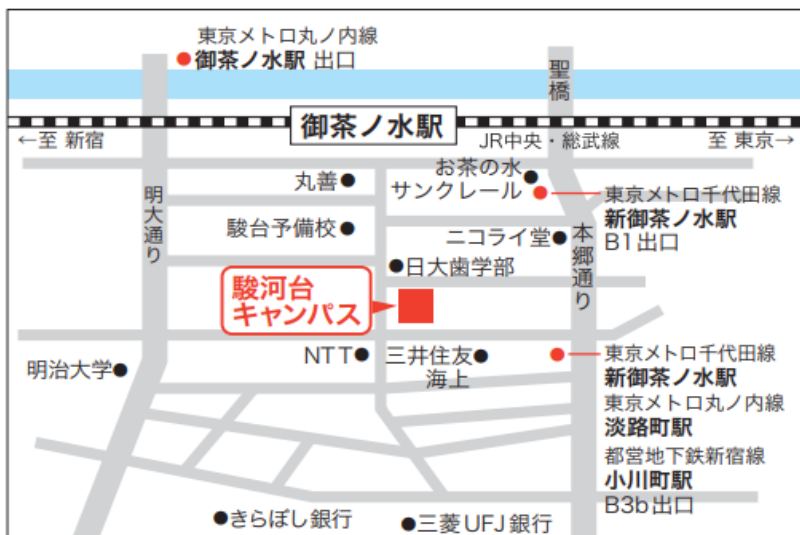 東京メトロ丸ノ内線
御茶ノ水駅 出口
聖橋
御茶ノ水駅
←至 新宿
JR中央・総武線
至 東京→
明大通り
丸善
お茶の水
サンクレール
東京メトロ千代田線
新御茶ノ水駅
B1出口
駿台予備校
ニコライ堂
本郷通り
日大歯学部
駿河台
キャンパス
明治大学
NTT
三井住友
海上
東京メトロ千代田線
新御茶ノ水駅
東京メトロ丸ノ内線
淡路町駅
都営地下鉄新宿線
小川町駅
B3b出口
きらぼし銀行
三菱UFJ銀行